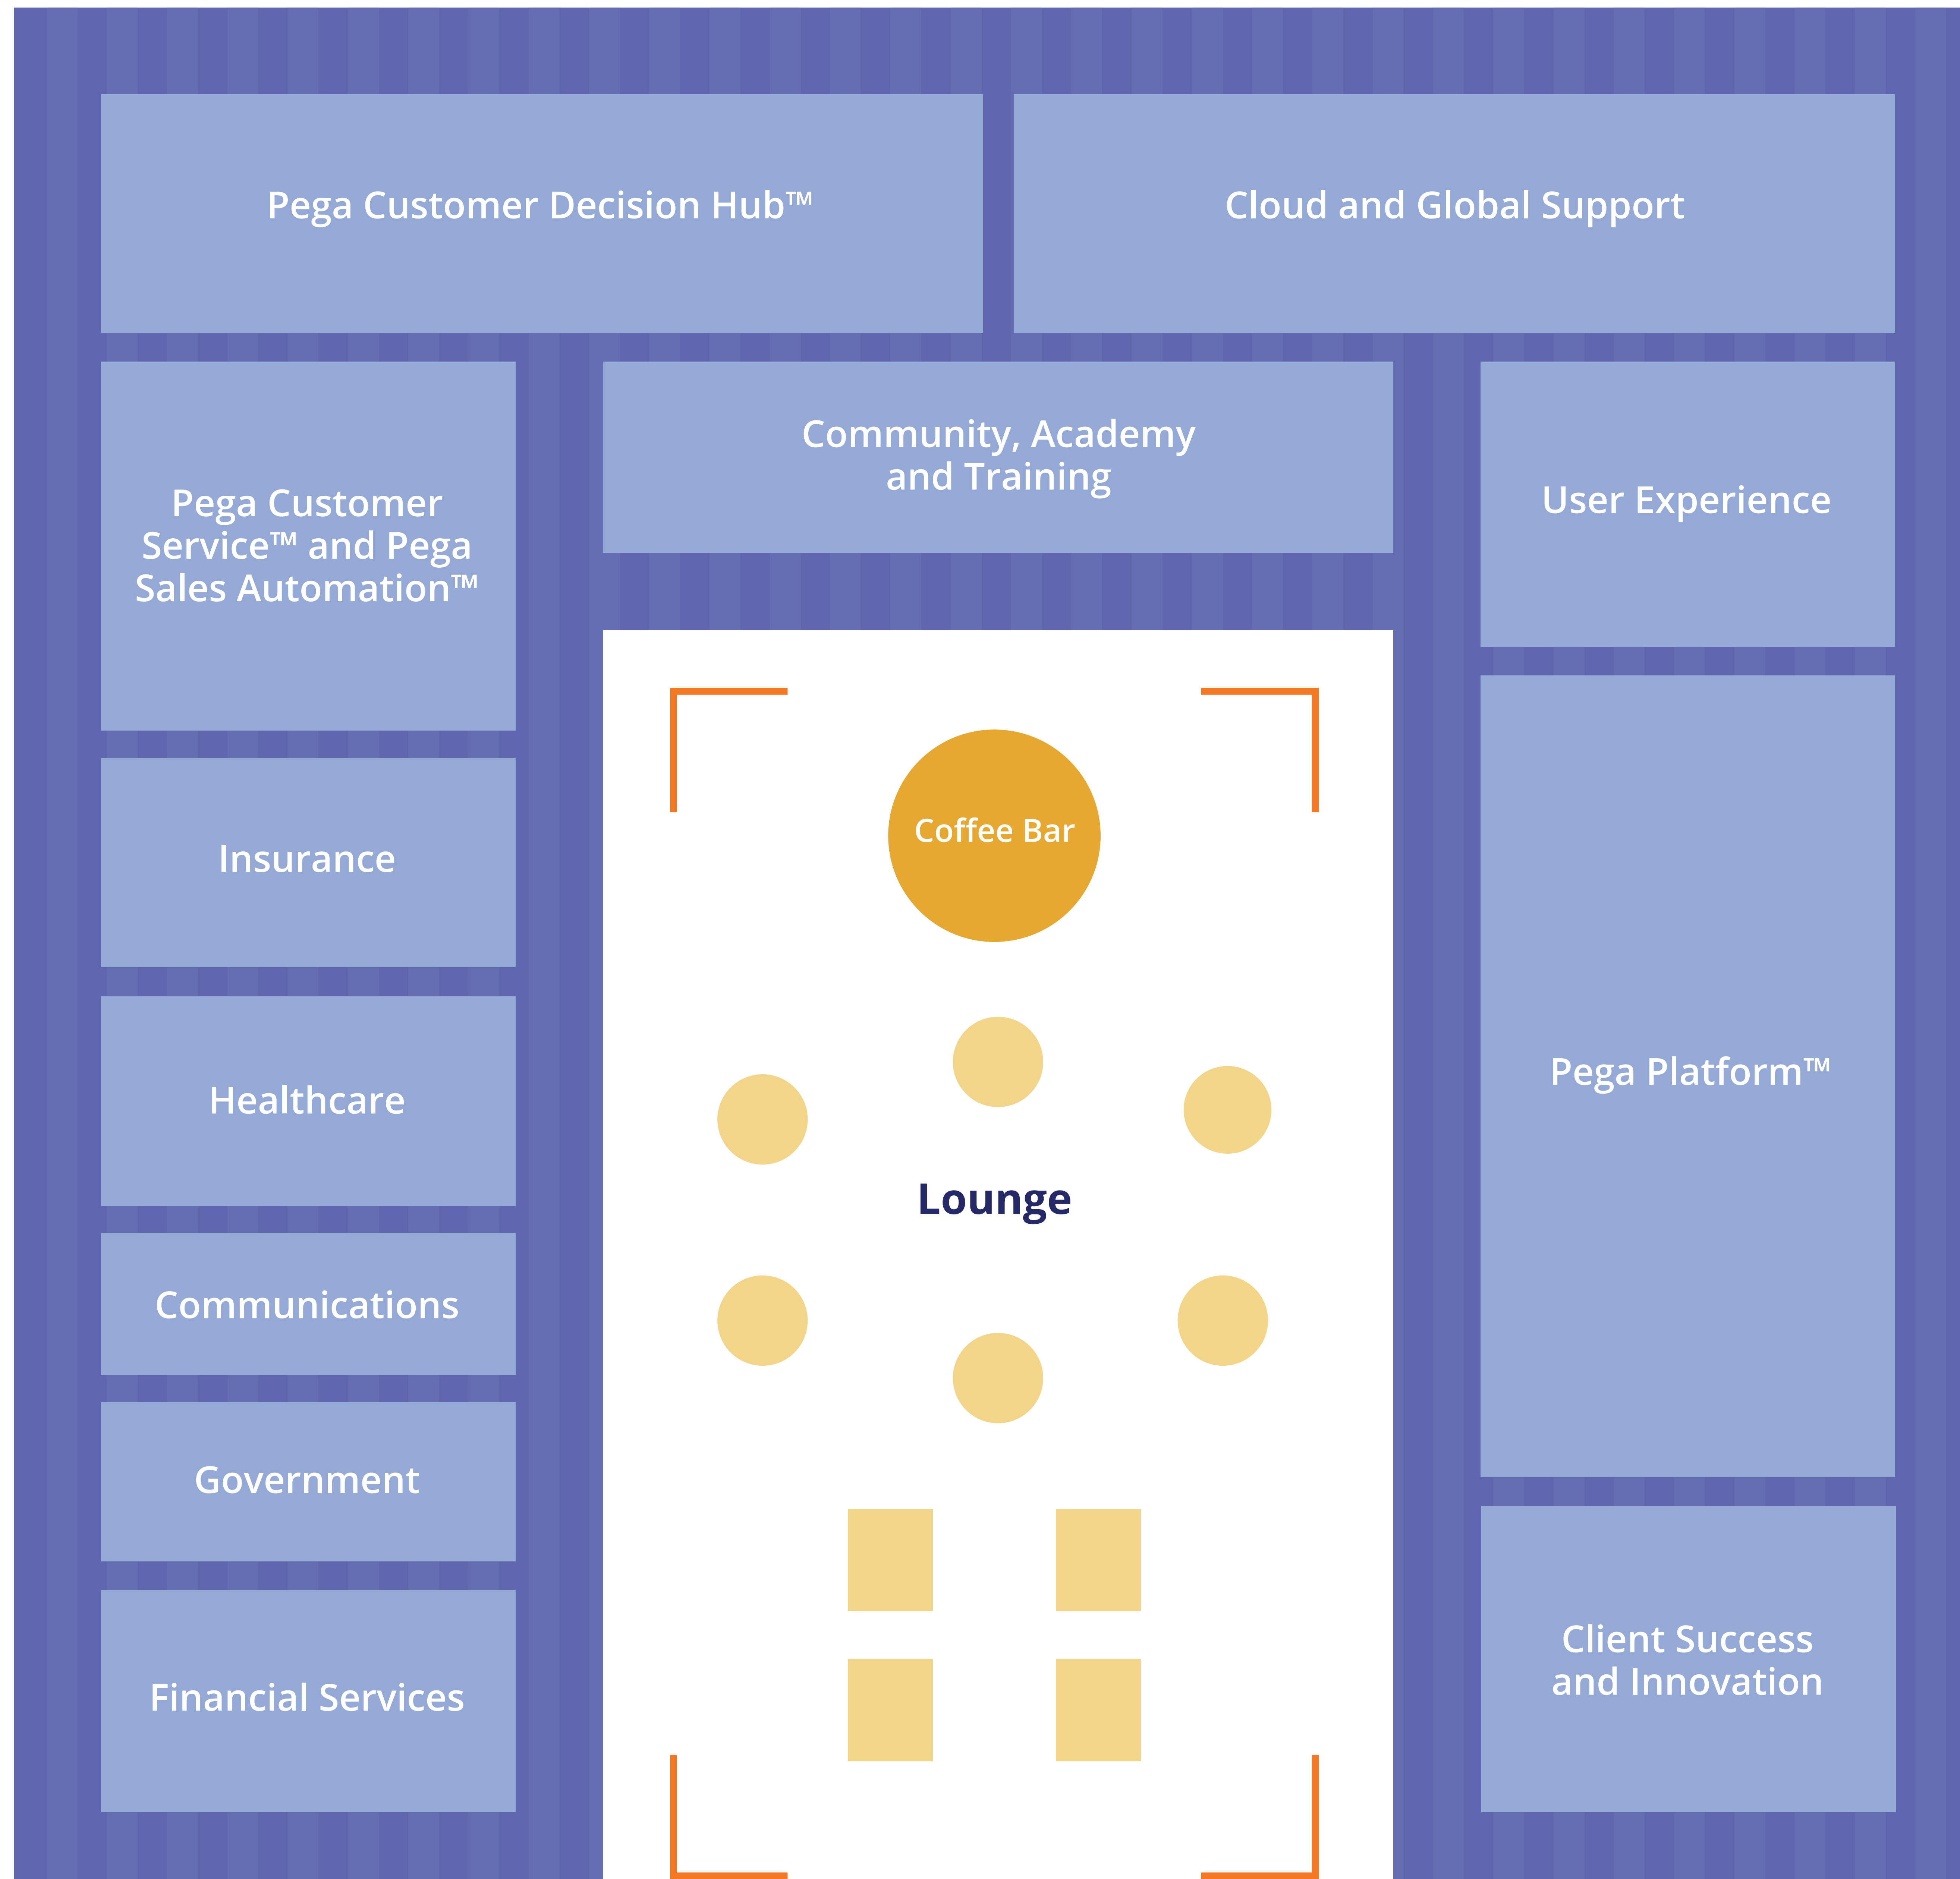 Pega Customer Decision Hub™
Cloud and Global Support
Pega Customer
Service™ and Pega
Sales Automation™
Community, Academy
and Training
User Experience
Coffee Bar
Insurance
Healthcare
Pega Platform™
Lounge
Communications
Government
Financial Services
Client Success
and Innovation